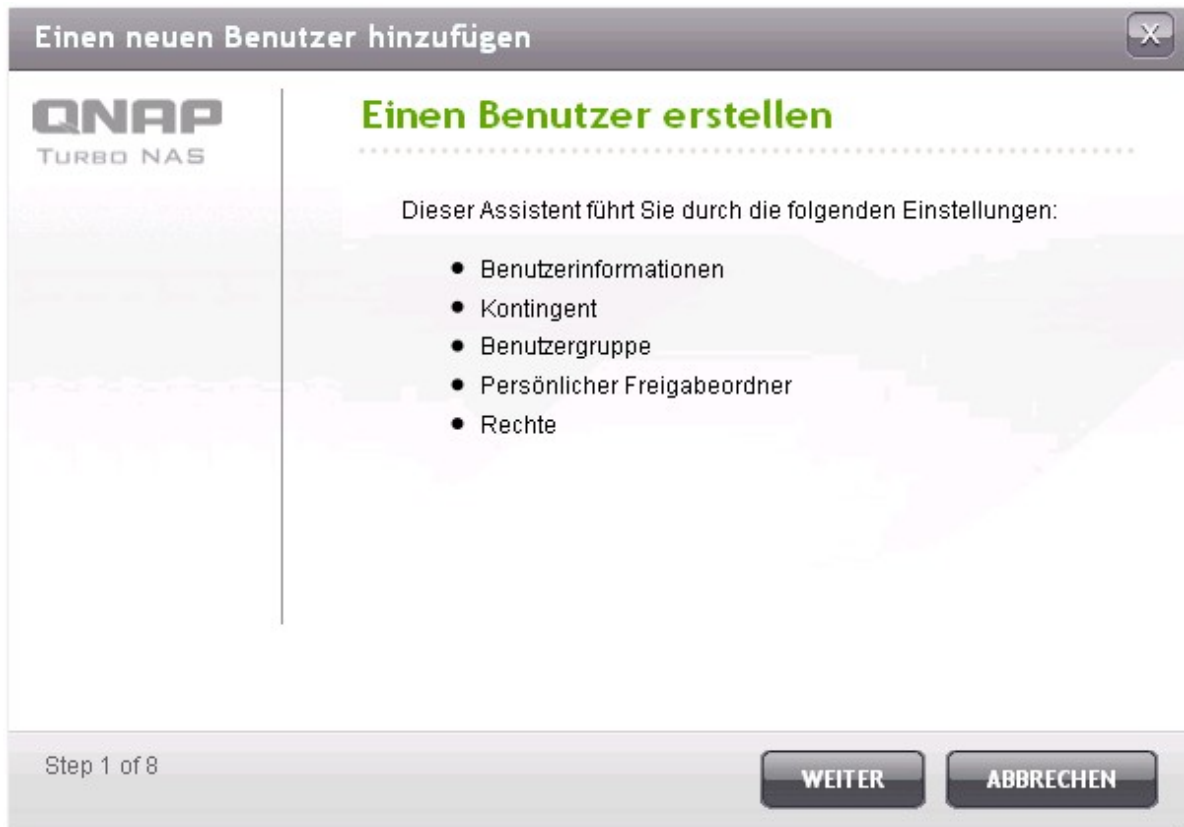 Einen neuen Benutzer hinzufügen
X
QNAP
TURBO NAS
Einen Benutzer erstellen
Dieser Assistent führt Sie durch die folgenden Einstellungen:
• Benutzerinformationen
• Kontingent
• Benutzergruppe
• Persönlicher Freigabeordner
• Rechte
Step 1 of 8
WEITER
ABBRECHEN